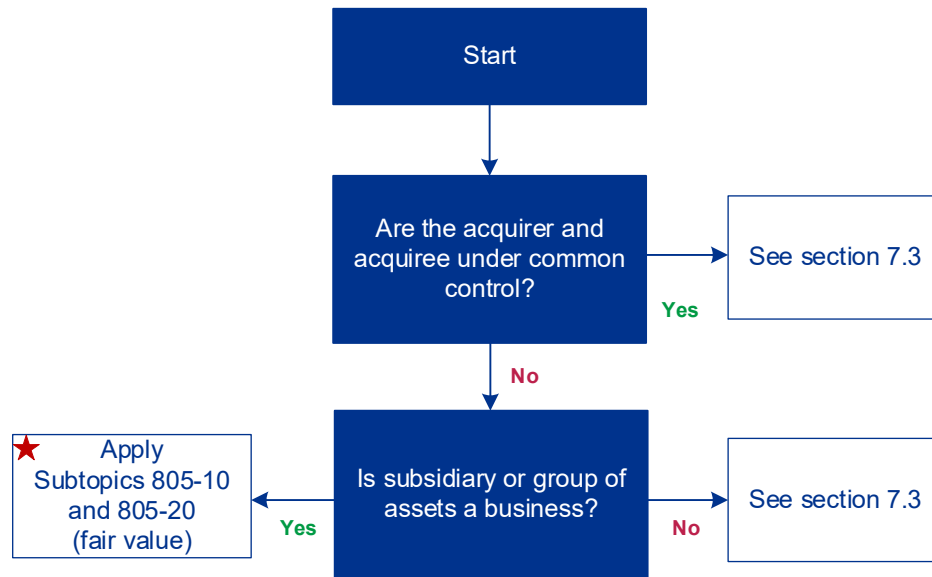 Start
Are the acquirer and
acquiree under common
control?
Yes
See section 7.3
No
Apply
Subtopics 805-10
and 805-20
(fair value)
Yes
Is subsidiary or group of
assets a business?
No
See section 7.3